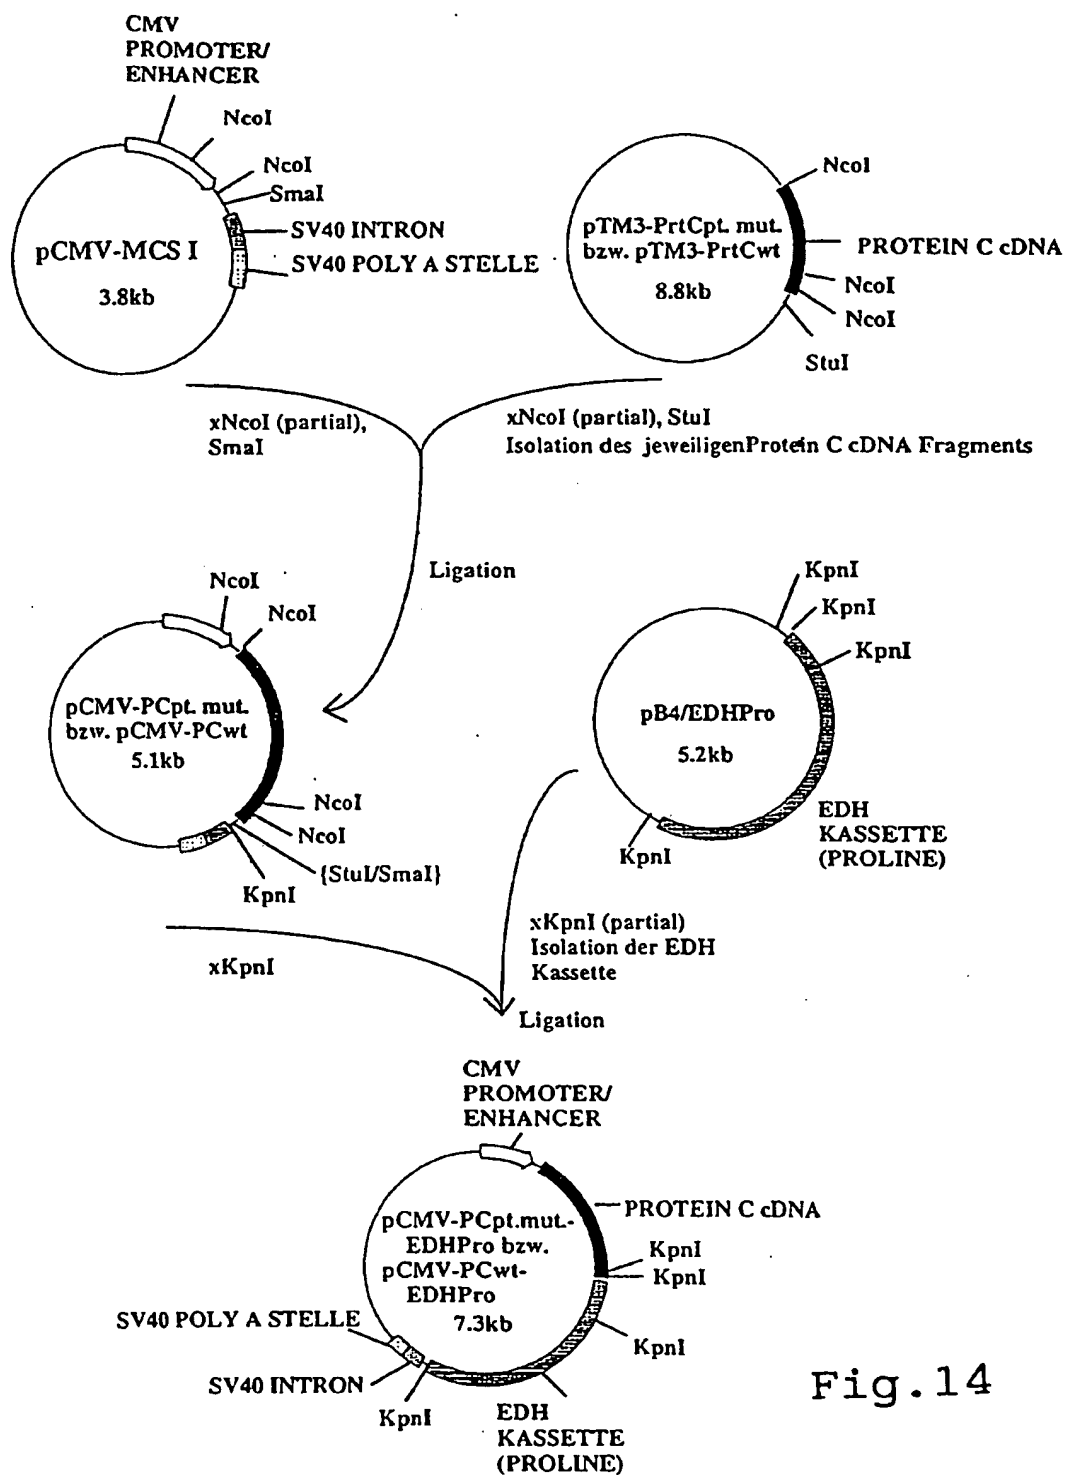 CMV
PROMOTER/
ENHANCER
NcoI
NcoI
SmaI
SV40 INTRON
SV40 POLY A STELLE
pCMV-MCS I
3.8kb
NcoI
pTM3-PrtCpt. mut.
bzw. pTM3-PrtCwt
8.8kb
PROTEIN C cDNA
NcoI
NcoI
StuI
xNcoI (partial),
SmaI
xNcoI (partial), StuI
Isolation des jeweiligenProtein C cDNA Fragments
Ligation
NcoI
NcoI
pCMV-PCpt. mut.
bzw. pCMV-PCwt
5.1kb
NcoI
NcoI
{StuI/SmaI}
KpnI
KpnI
KpnI
KpnI
pB4/EDHPro
5.2kb
EDH
KASSETTE
(PROLINE)
KpnI
xKpnI
xKpnI (partial)
Isolation der EDH
Kassette
Ligation
CMV
PROMOTER/
ENHANCER
pCMV-PCpt.mut.-
EDHPro bzw.
pCMV-PCwt-
EDHPro
7.3kb
PROTEIN C cDNA
KpnI
KpnI
KpnI
SV40 POLY A STELLE
SV40 INTRON
KpnI
EDH
KASSETTE
(PROLINE)
Fig.14